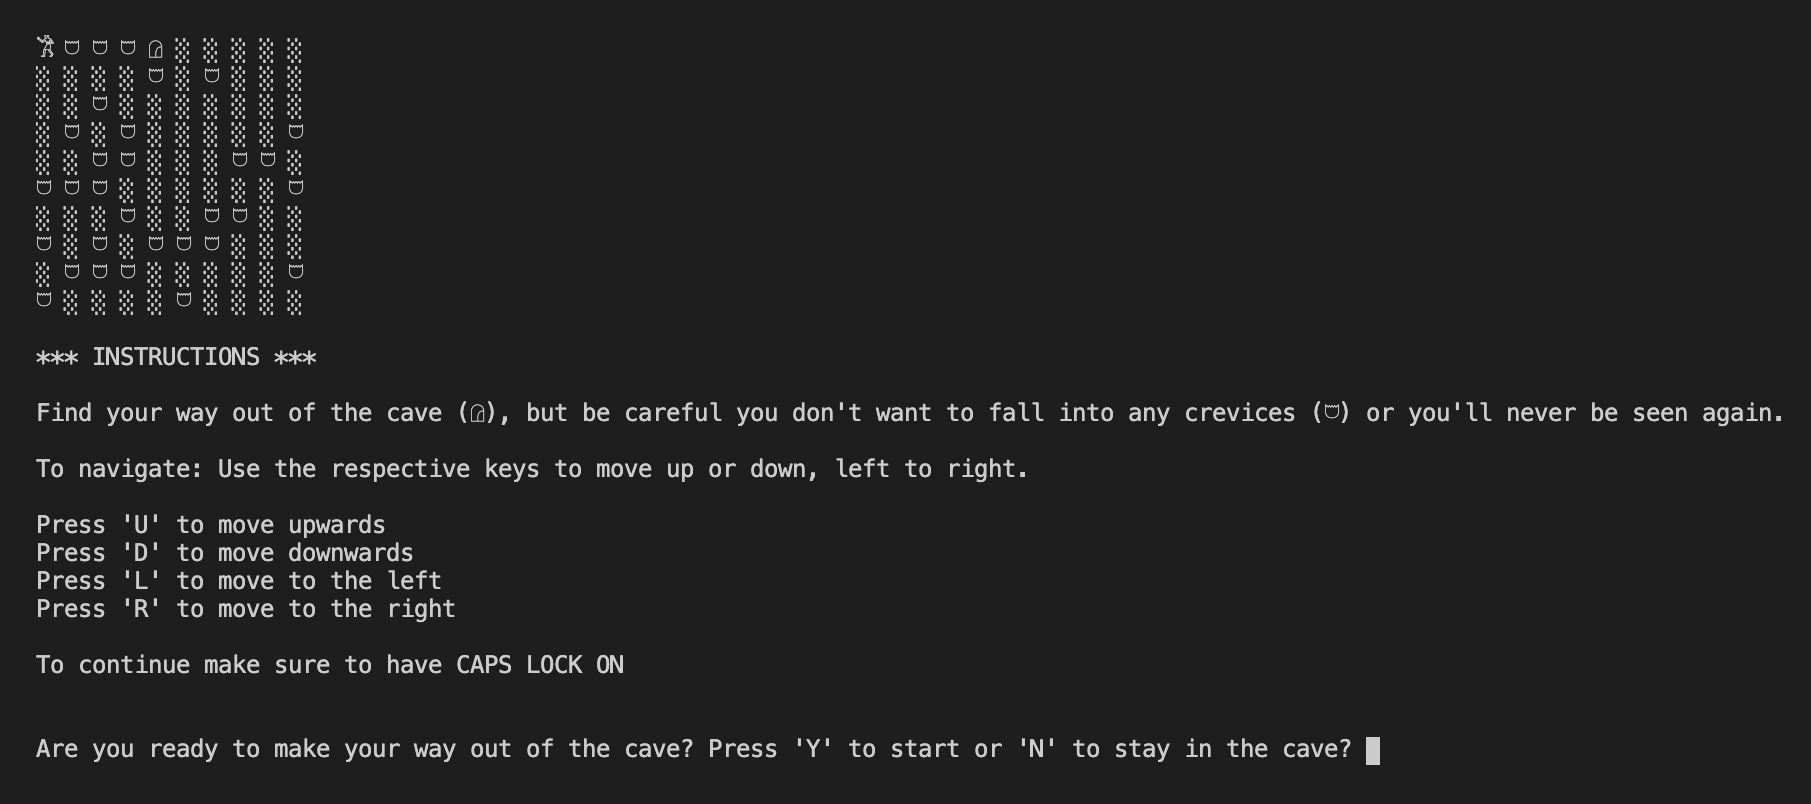 *** INSTRUCTIONS ***
Find your way out of the cave (⩍), but be careful you don't want to fall into any crevices (⩌) or you'll never be seen again.
To navigate: Use the respective keys to move up or down, left to right.
Press 'U' to move upwards
Press 'D' to move downwards
Press 'L' to move to the left
Press 'R' to move to the right
To continue make sure to have CAPS LOCK ON
Are you ready to make your way out of the cave? Press 'Y' to start or 'N' to stay in the cave?